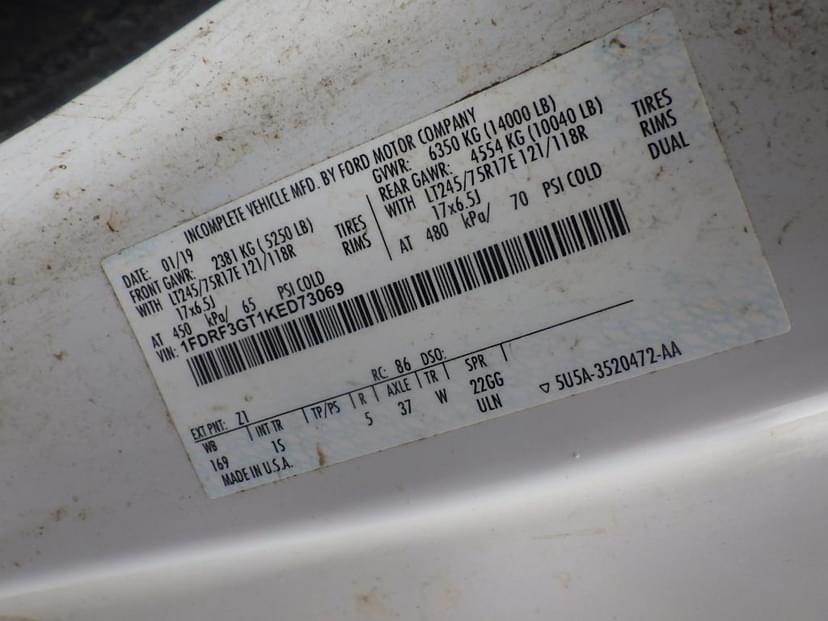 INCOMPLETE VEHICLE MFD. BY FORD MOTOR COMPANY
DATE: 01/19 GVWR: 6350 KG (14000 LB)
FRONT GAWR: 2381 KG (5250 LB) REAR GAWR: 4554 KG (10040 LB)
WITH LT245/75R17E 121/118R TIRES WITH LT245/75R17E 121/118R TIRES
17x6.5J RIMS 17x6.5J RIMS
AT 450 kPa/ 65 PSI COLD AT 480 kPa/ 70 PSI COLD DUAL
VIN: 1FDRF3GT1KED73069
EXT PNT: Z1 RC: 86 DSO:
WB INT TR TP/PS R AXLE TR SPR
169 1S 5 37 W 22GG
ULN
MADE IN U.S.A.
▽ 5U5A-3520472-AA